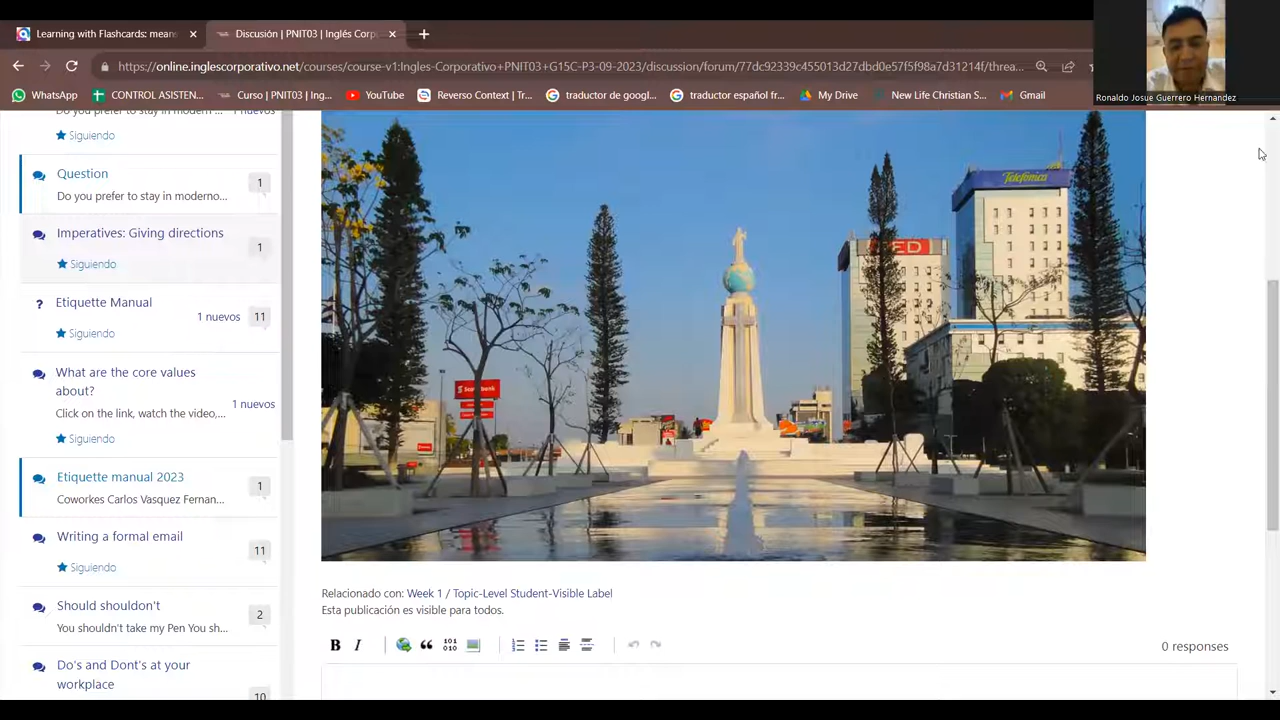 Learning with Flashcards: mean
Discusión | PNIT03 | Inglés Corp
https://online.inglescorporativo.net/courses/course-v1:Ingles-Corporativo+PNIT03+G15C-P3-09-2023/discussion/forum/77dc92339c455013d27dbd0e57f5f98a7d31214f/threa...
Ronaldo Josue Guerrero Hernandez
WhatsApp
CONTROL ASISTEN...
Curso | PNIT03 | Ing...
YouTube
Reverso Context | Tr...
traductor de googl...
traductor español fr...
My Drive
New Life Christian S...
Gmail
Siguiendo
Question
Do you prefer to stay in moderno...
1
Imperatives: Giving directions
1
Siguiendo
Etiquette Manual
1 nuevos
11
Siguiendo
What are the core values
about?
Click on the link, watch the video,...
1 nuevos
Siguiendo
Etiquette manual 2023
Coworkes Carlos Vasquez Fernan...
1
Writing a formal email
11
Siguiendo
Should shouldn't
You shouldn't take my Pen You sh...
2
Do's and Dont's at your
workplace
10
Telefónica
ED
Scotiabank
Relacionado con: Week 1 / Topic-Level Student-Visible Label
Esta publicación es visible para todos.
B I
101
010
0 responses